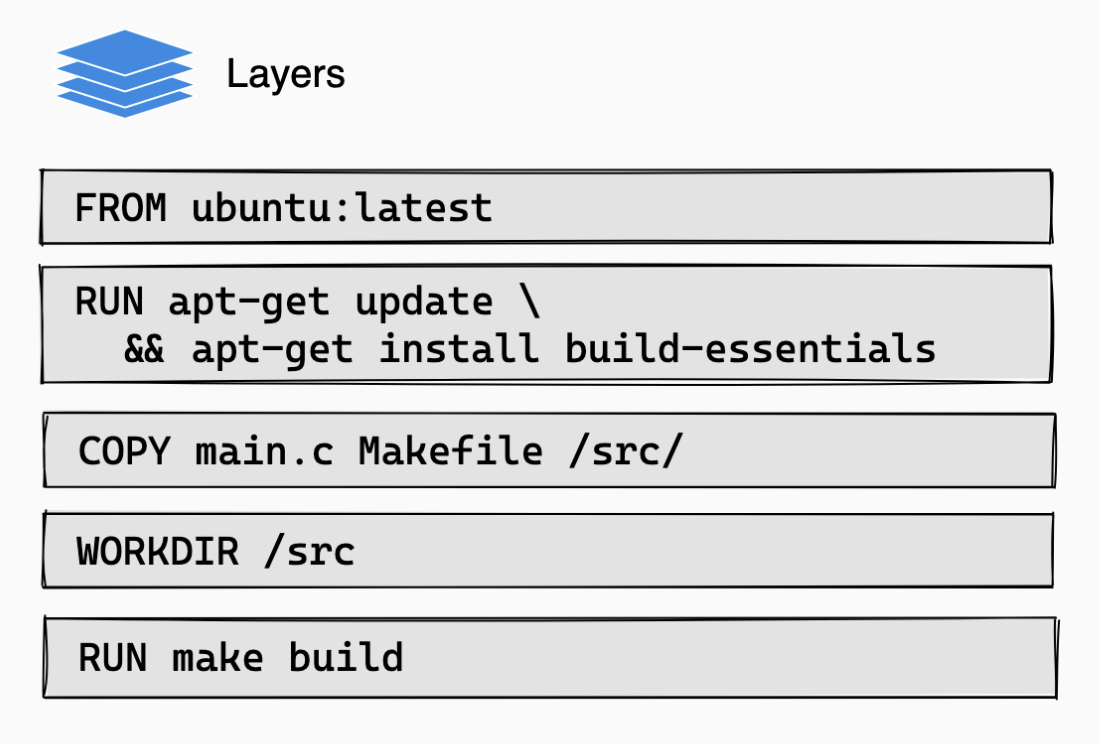 Layers
FROM ubuntu:latest
RUN apt-get update \
&& apt-get install build-essentials
COPY main.c Makefile /src/
WORKDIR /src
RUN make build